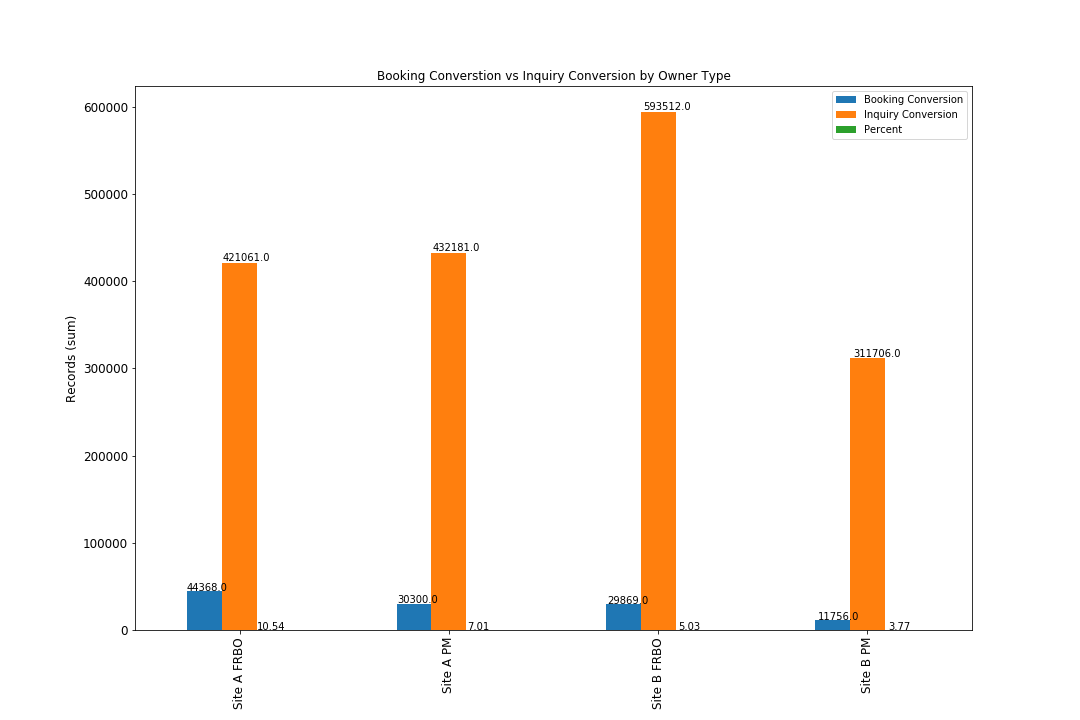 Booking Converstion vs Inquiry Conversion by Owner Type
Booking Conversion
Inquiry Conversion
Percent
Records (sum)
600000
500000
400000
300000
200000
100000
0
44368.0
421061.0
10.54
30300.0
432181.0
7.01
29869.0
593512.0
5.03
11756.0
311706.0
3.77
Site A FRBO
Site A PM
Site B FRBO
Site B PM